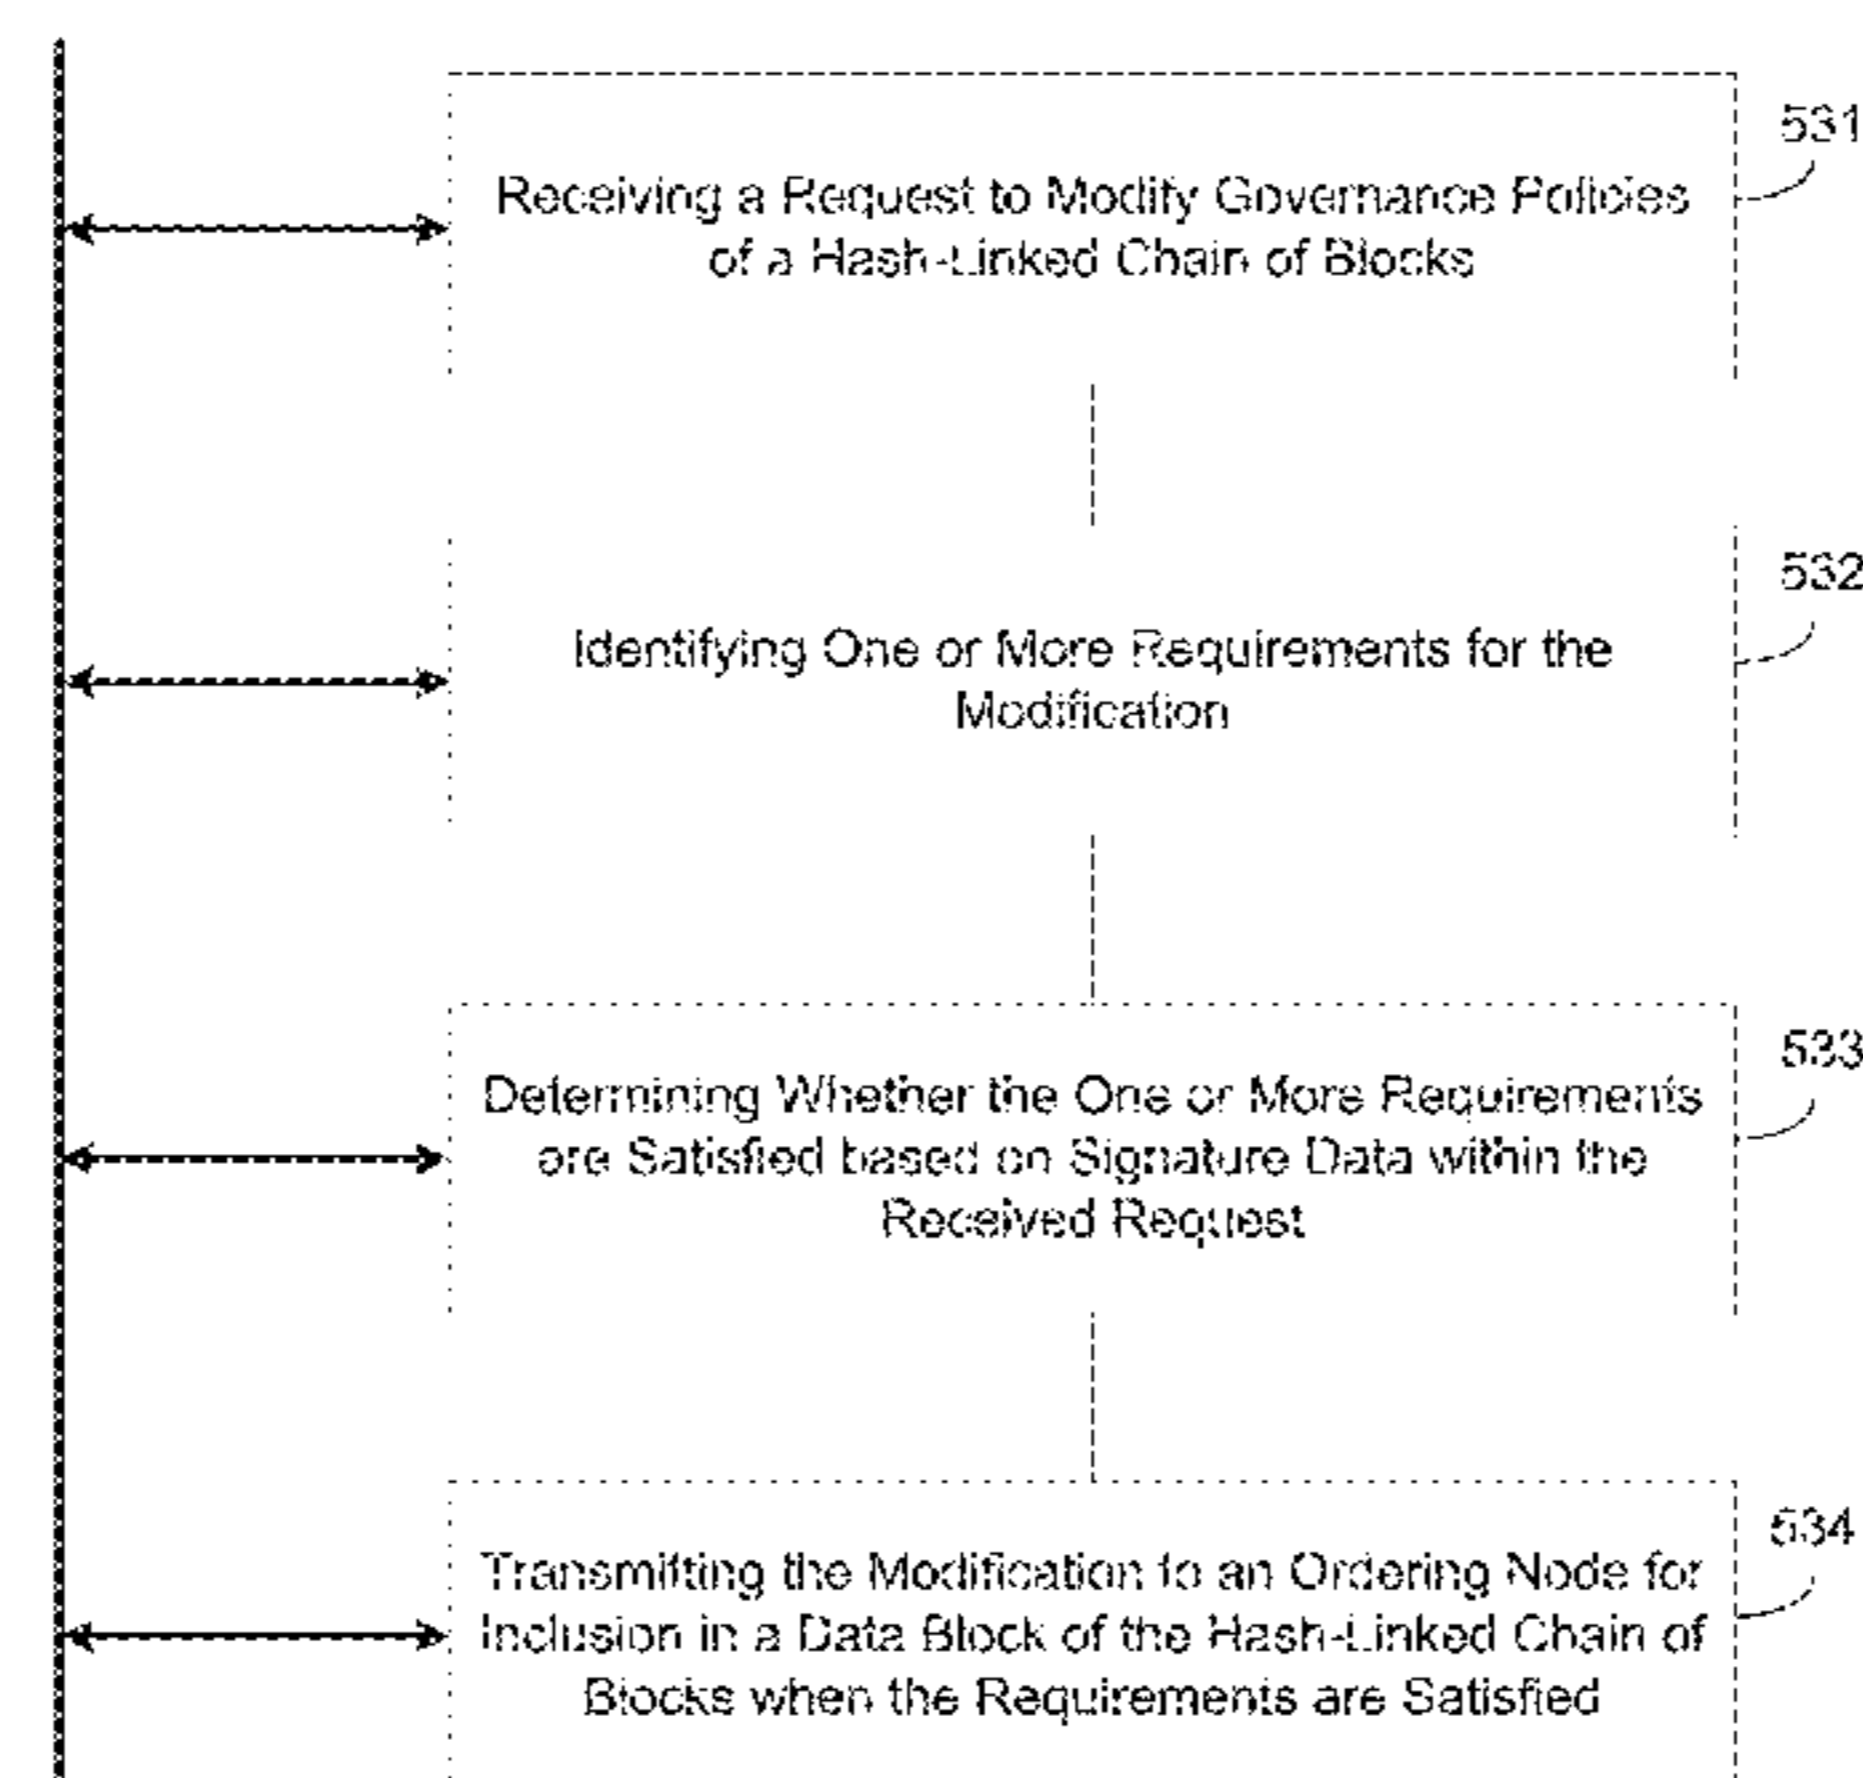 531
Receiving a Request to Modify Governance Policies
of a Hash-Linked Chain of Blocks
532
Identifying One or More Requirements for the
Modification
533
Determining Whether the One or More Requirements
are Satisfied based on Signature Data within the
Received Request
534
Transmitting the Modification to an Ordering Node for
Inclusion in a Data Block of the Hash-Linked Chain of
Blocks when the Requirements are Satisfied